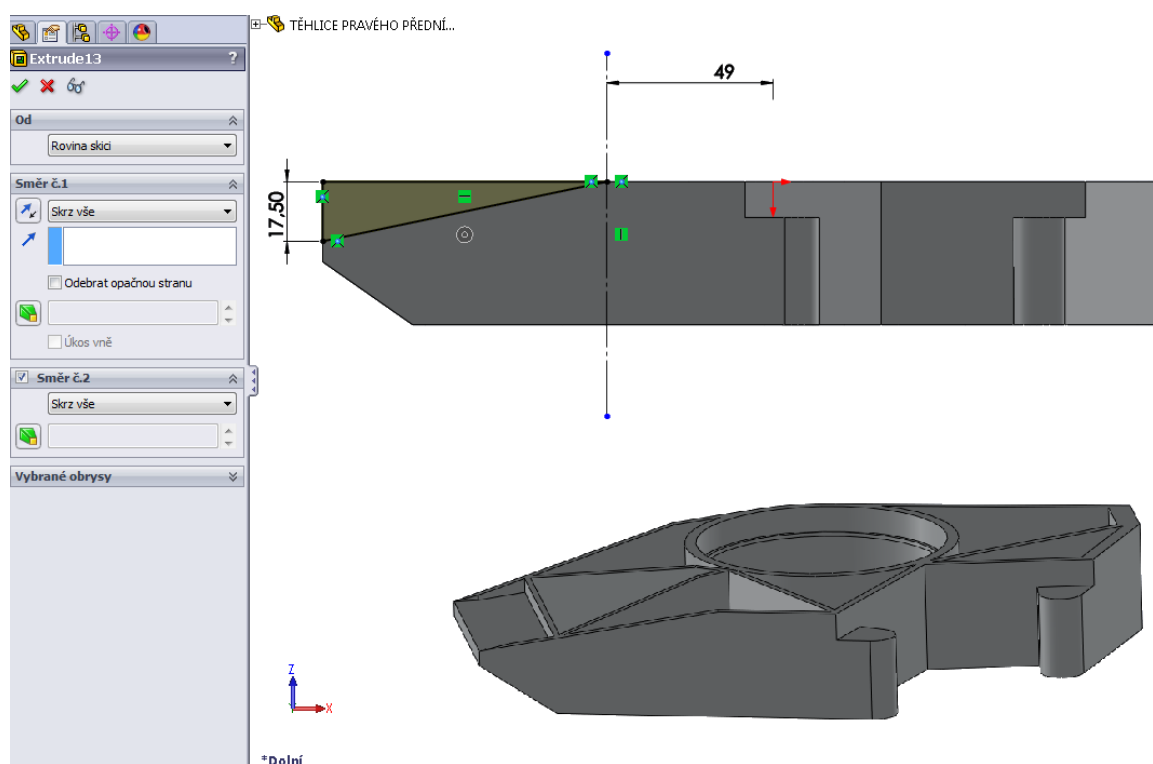 TĚHLICE PRAVÉHO PŘEDNÍ...
Extrude13
?
Od
Rovina skici
Směr č.1
Skrz vše
Odebrat opačnou stranu
Úkos vně
Směr č.2
Skrz vše
Vybrané obrysy
49
17,50
Z
X
*Dolní